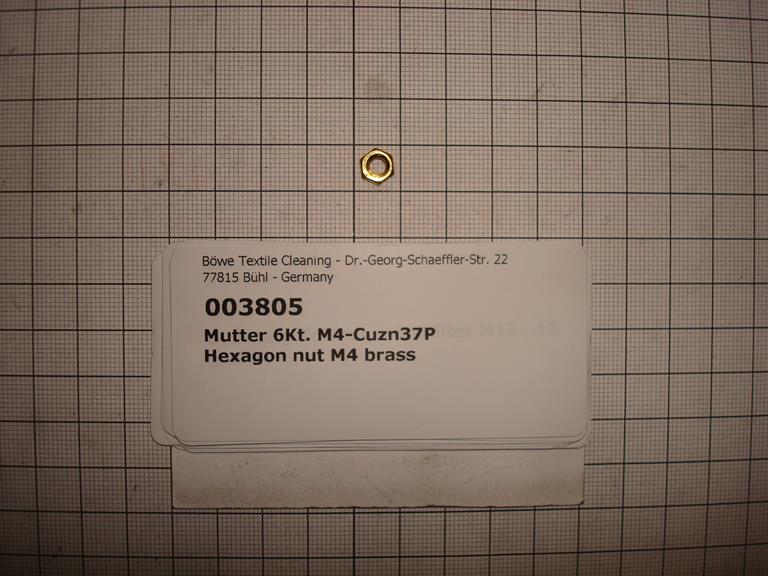 Böwe Textile Cleaning - Dr.-Georg-Schaeffler-Str. 22
77815 Bühl - Germany
003805
Mutter 6Kt. M4-Cuzn37P
Hexagon nut M4 brass